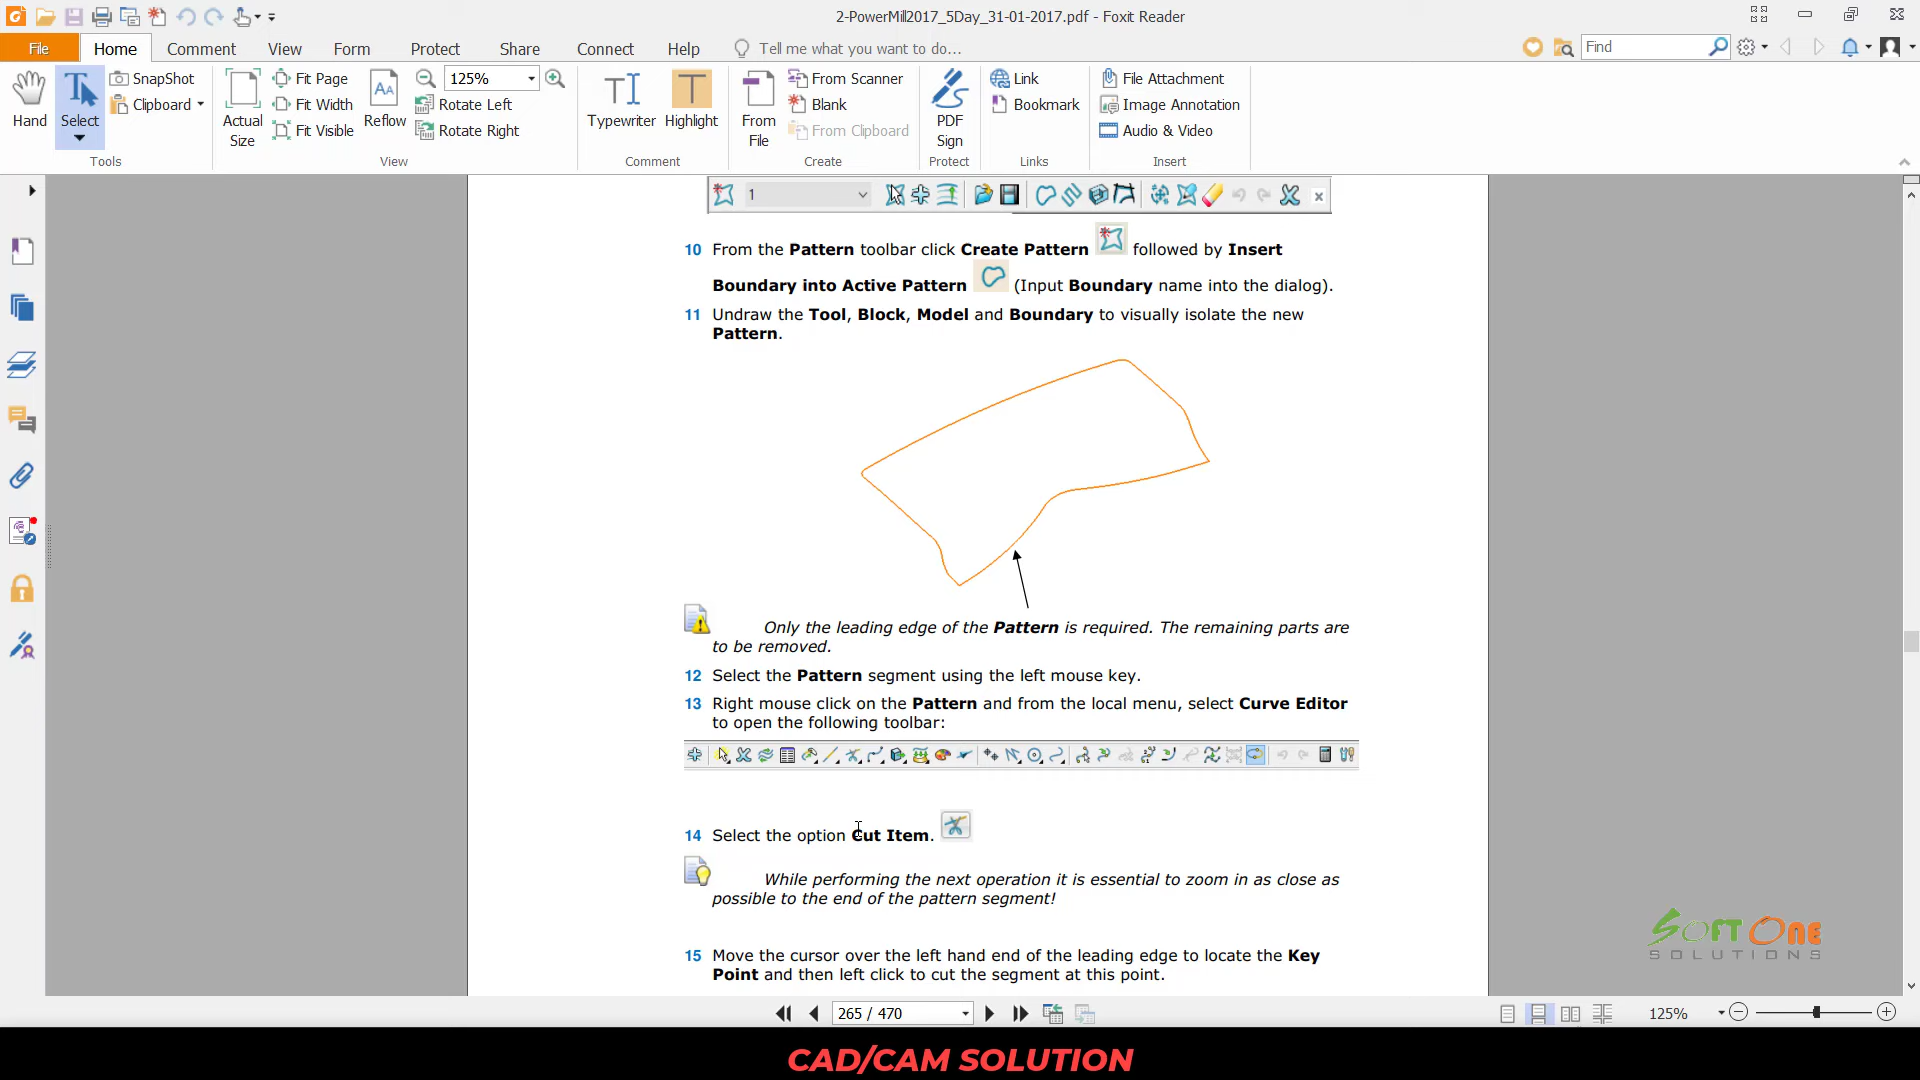 2-PowerMill2017_5Day_31-01-2017.pdf - Foxit Reader
File Home Comment View Form Protect Share Connect Help Tell me what you want to do... Find
Hand Select SnapShot Clipboard Actual Size Fit Page Fit Width Fit Visible Reflow 125% Rotate Left Rotate Right Typewriter Highlight From File From Scanner Blank From Clipboard PDF Sign Link Bookmark File Attachment Image Annotation Audio & Video
Tools View Comment Create Protect Links Insert
1
10 From the Pattern toolbar click Create Pattern followed by Insert
Boundary into Active Pattern (Input Boundary name into the dialog).
11 Undraw the Tool, Block, Model and Boundary to visually isolate the new
Pattern.
Only the leading edge of the Pattern is required. The remaining parts are
to be removed.
12 Select the Pattern segment using the left mouse key.
13 Right mouse click on the Pattern and from the local menu, select Curve Editor
to open the following toolbar:
14 Select the option Cut Item.
While performing the next operation it is essential to zoom in as close as
possible to the end of the pattern segment!
15 Move the cursor over the left hand end of the leading edge to locate the Key
Point and then left click to cut the segment at this point.
SOFT ONE
SOLUTIONS
265 / 470 125%
CAD/CAM SOLUTION